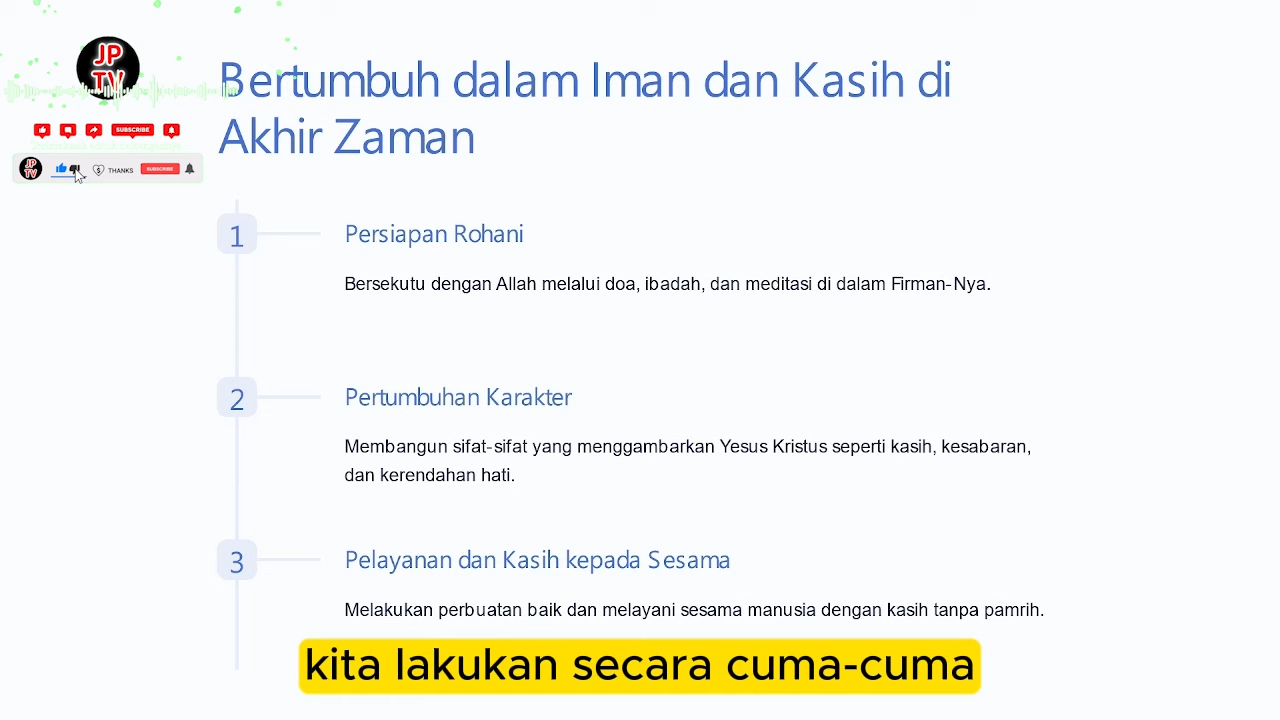 JP
TV
Bertumbuh dalam Iman dan Kasih di
Akhir Zaman
SUBSCRIBE
JP
TV
THANKS
SUBSCRIBE
1
Persiapan Rohani
Bersekutu dengan Allah melalui doa, ibadah, dan meditasi di dalam Firman-Nya.
2
Pertumbuhan Karakter
Membangun sifat-sifat yang menggambarkan Yesus Kristus seperti kasih, kesabaran,
dan kerendahan hati.
3
Pelayanan dan Kasih kepada Sesama
Melakukan perbuatan baik dan melayani sesama manusia dengan kasih tanpa pamrih.
kita lakukan secara cuma-cuma